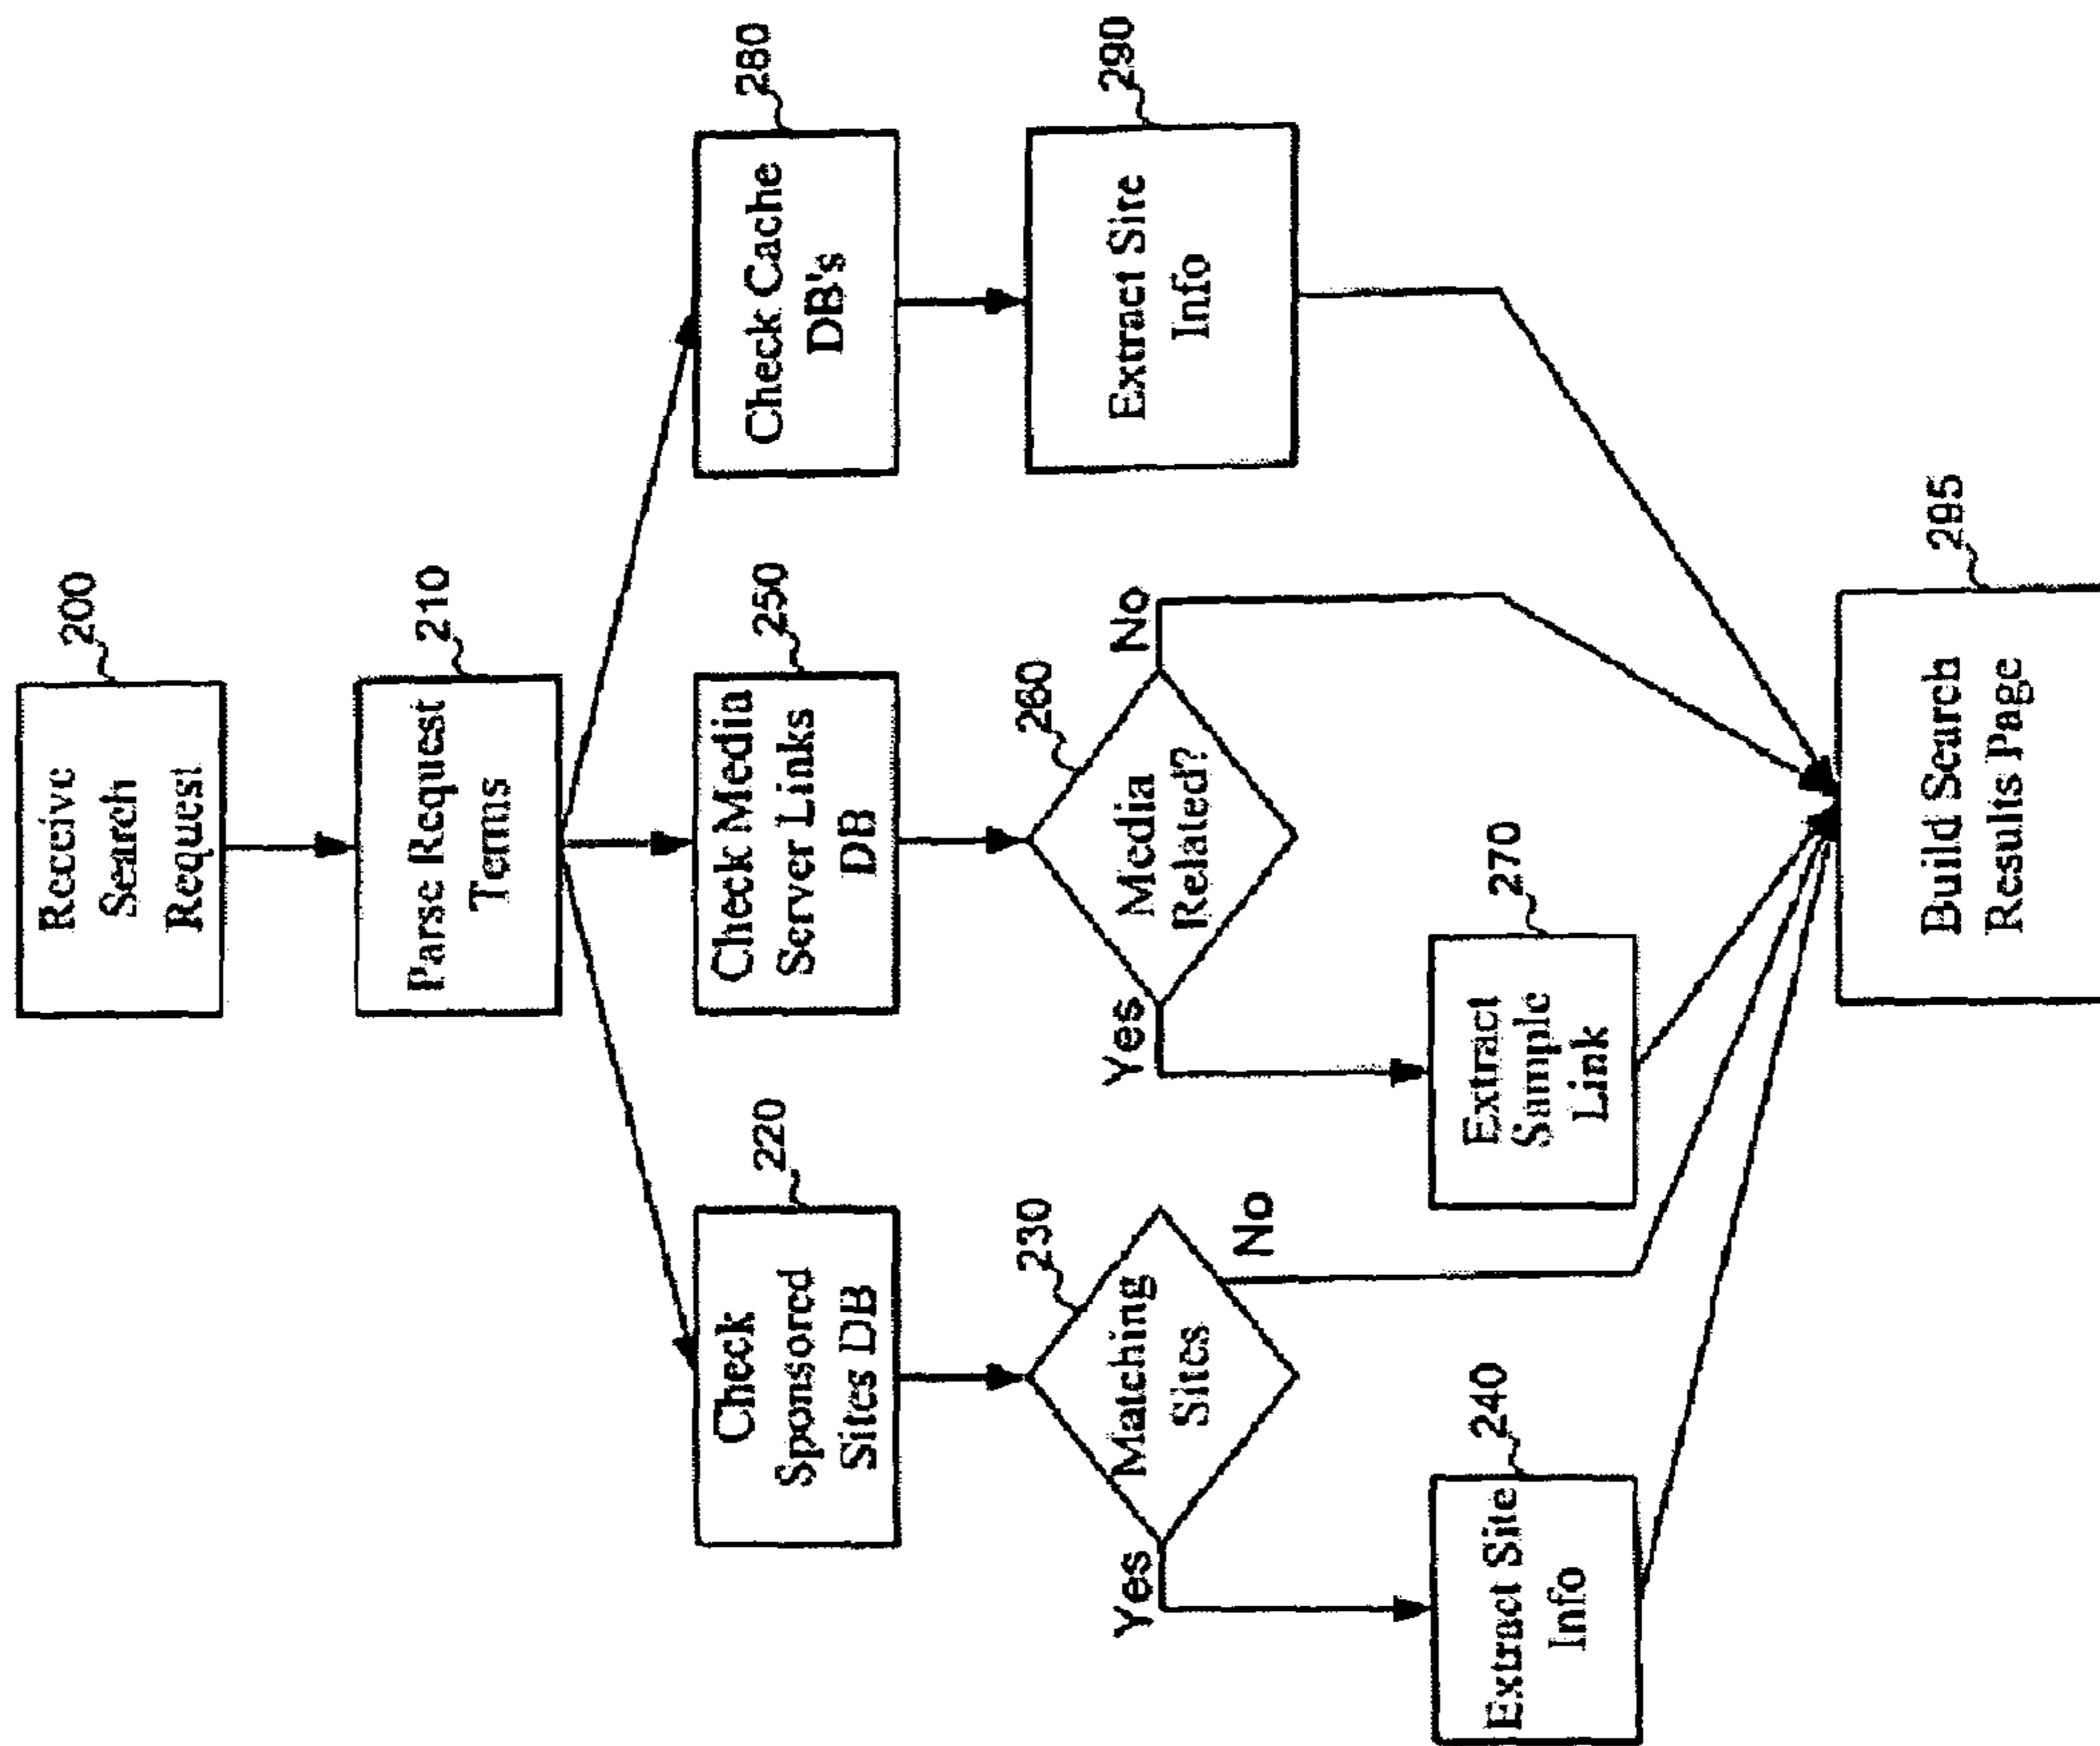 200
Receive
Search
Request
210
Parse Request
Terms
220
Check
Sponsored
Sites DB
250
Check Media
Server Links
DB
280
Check Cache
DB's
230
Matching
Sites
Yes
No
260
Media
Related?
Yes
No
290
Extract Site
Info
240
Extract Site
Info
270
Extract
Sample
Link
295
Build Search
Results Page